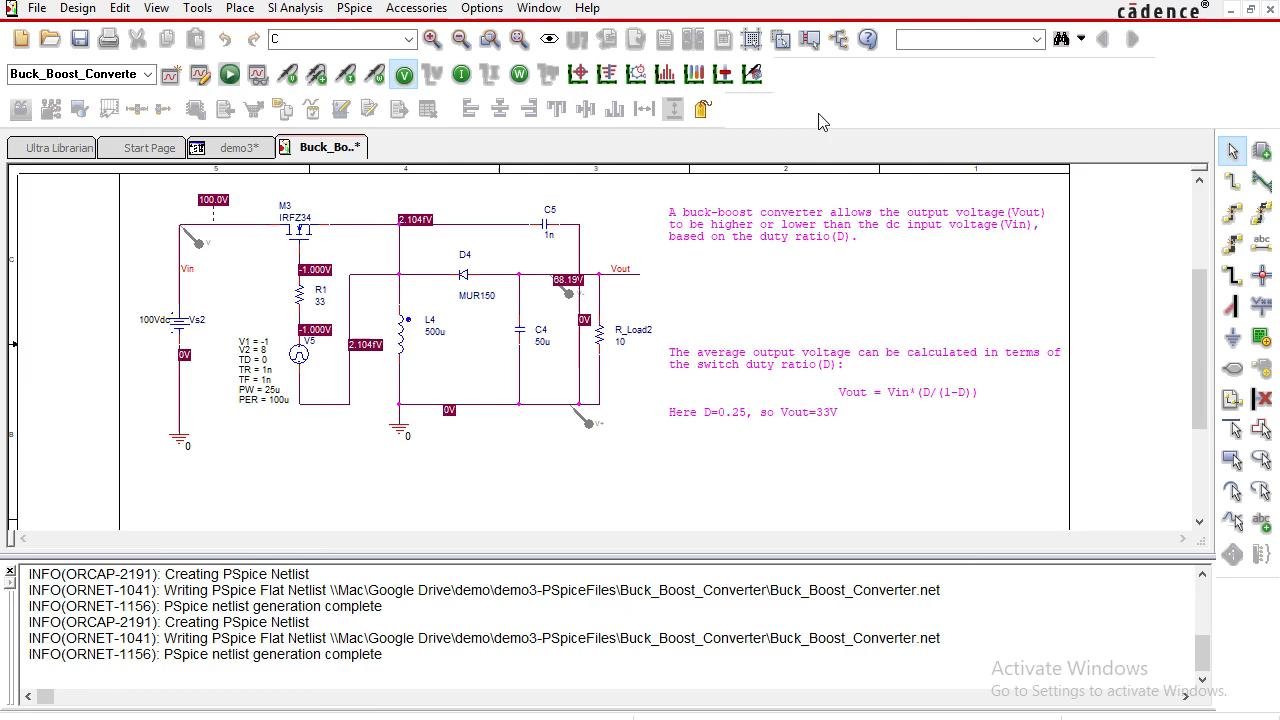 File Design Edit View Tools Place SI Analysis PSpice Accessories Options Window Help
cādence®
C
Buck_Boost_Converte
V I W
Ultra Librarian Start Page demo3* Buck_Bo..*
5 4 3 2 1
C
B
100.0V
M3
IRFZ34
2.104fV
C5
1n
V
Vin
-1.000V
D4
MUR150
68.19V
V-
Vout
R1
33
100Vdc Vs2
-1.000V
V5
L4
500u
C4
50u
0V
R_Load2
10
0V
2.104fV
V1 = -1
V2 = 8
TD = 0
TR = 1n
TF = 1n
PW = 25u
PER = 100u
0V
V+
0
0
A buck-boost converter allows the output voltage(Vout)
to be higher or lower than the dc input voltage(Vin),
based on the duty ratio(D).
The average output voltage can be calculated in terms of
the switch duty ratio(D):
Vout = Vin*(D/(1-D))
Here D=0.25, so Vout=33V
INFO(ORCAP-2191): Creating PSpice Netlist
INFO(ORNET-1041): Writing PSpice Flat Netlist \\Mac\Google Drive\demo\demo3-PSpiceFiles\Buck_Boost_Converter\Buck_Boost_Converter.net
INFO(ORNET-1156): PSpice netlist generation complete
INFO(ORCAP-2191): Creating PSpice Netlist
INFO(ORNET-1041): Writing PSpice Flat Netlist \\Mac\Google Drive\demo\demo3-PSpiceFiles\Buck_Boost_Converter\Buck_Boost_Converter.net
INFO(ORNET-1156): PSpice netlist generation complete
Activate Windows
Go to Settings to activate Windows.